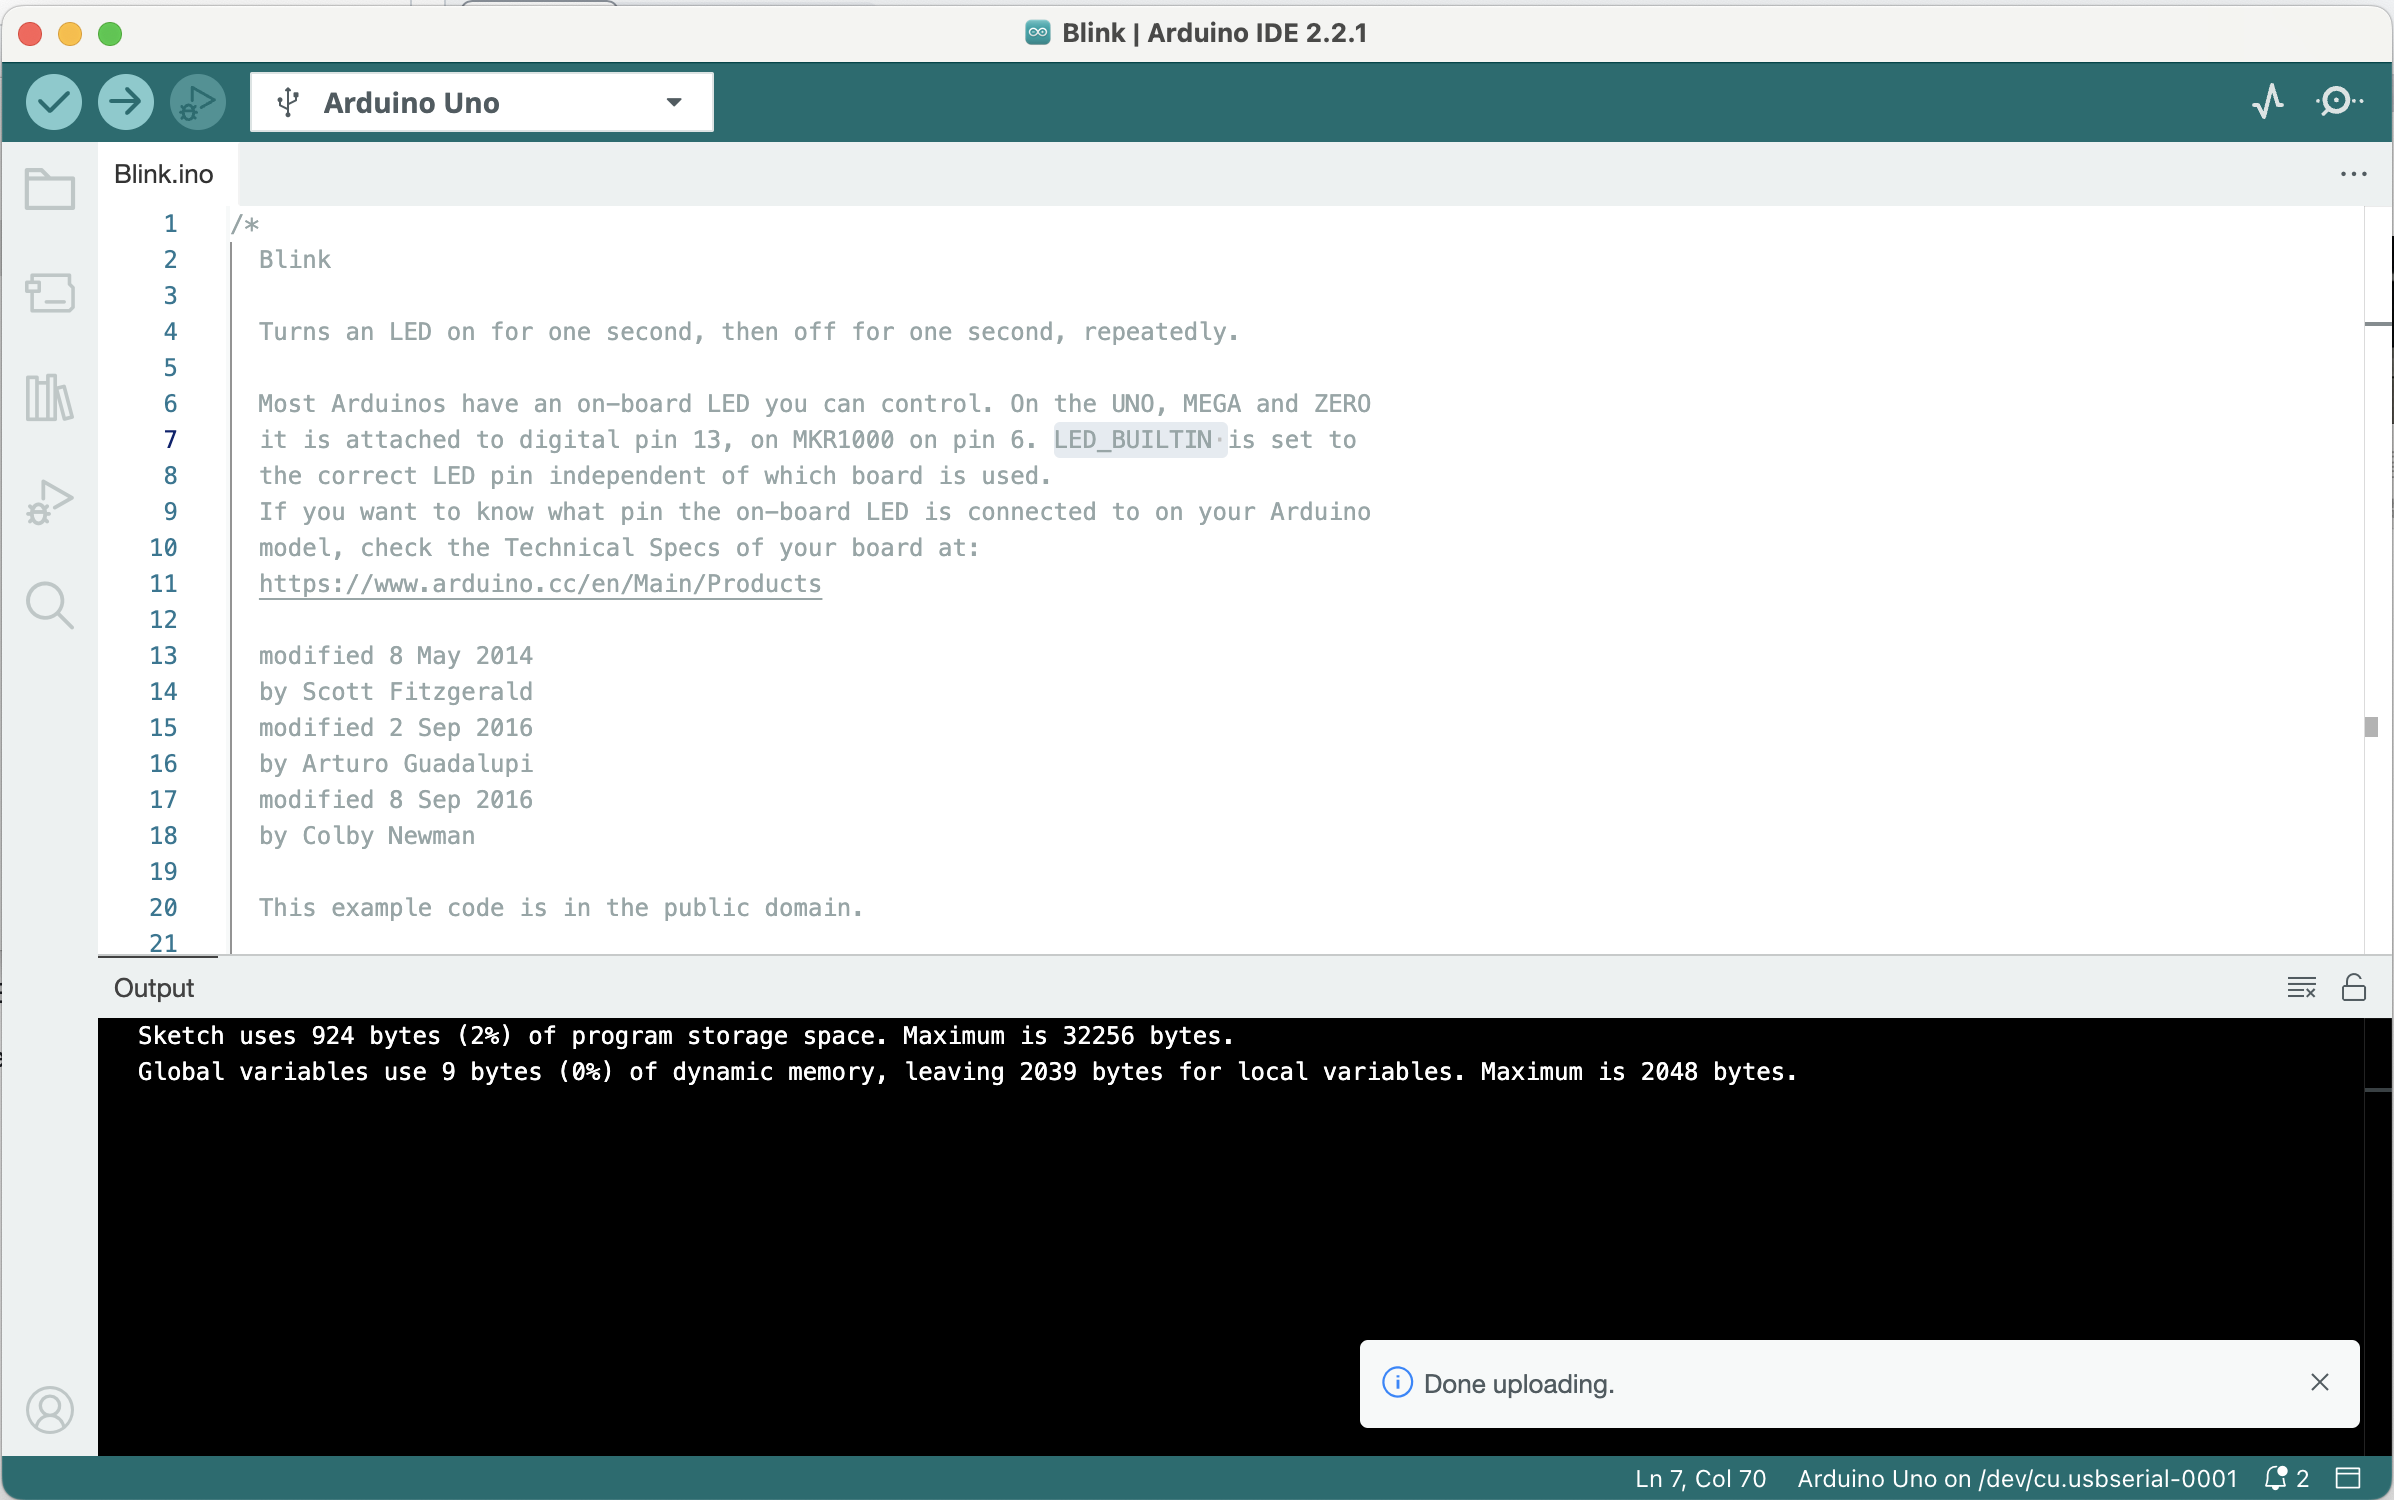 Blink | Arduino IDE 2.2.1
Arduino Uno
Blink.ino
1 /*
2 Blink
3
4 Turns an LED on for one second, then off for one second, repeatedly.
5
6 Most Arduinos have an on-board LED you can control. On the UNO, MEGA and ZERO
7 it is attached to digital pin 13, on MKR1000 on pin 6. LED_BUILTIN is set to
8 the correct LED pin independent of which board is used.
9 If you want to know what pin the on-board LED is connected to on your Arduino
10 model, check the Technical Specs of your board at:
11 https://www.arduino.cc/en/Main/Products
12
13 modified 8 May 2014
14 by Scott Fitzgerald
15 modified 2 Sep 2016
16 by Arturo Guadalupi
17 modified 8 Sep 2016
18 by Colby Newman
19
20 This example code is in the public domain.
21
Output
Sketch uses 924 bytes (2%) of program storage space. Maximum is 32256 bytes.
Global variables use 9 bytes (0%) of dynamic memory, leaving 2039 bytes for local variables. Maximum is 2048 bytes.
Done uploading.
Ln 7, Col 70 Arduino Uno on /dev/cu.usbserial-0001 2